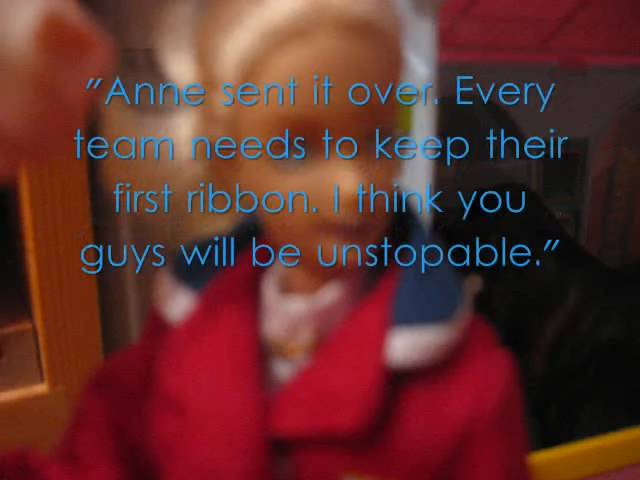 "Anne sent it over. Every
team needs to keep their
first ribbon. I think you
guys will be unstopable."